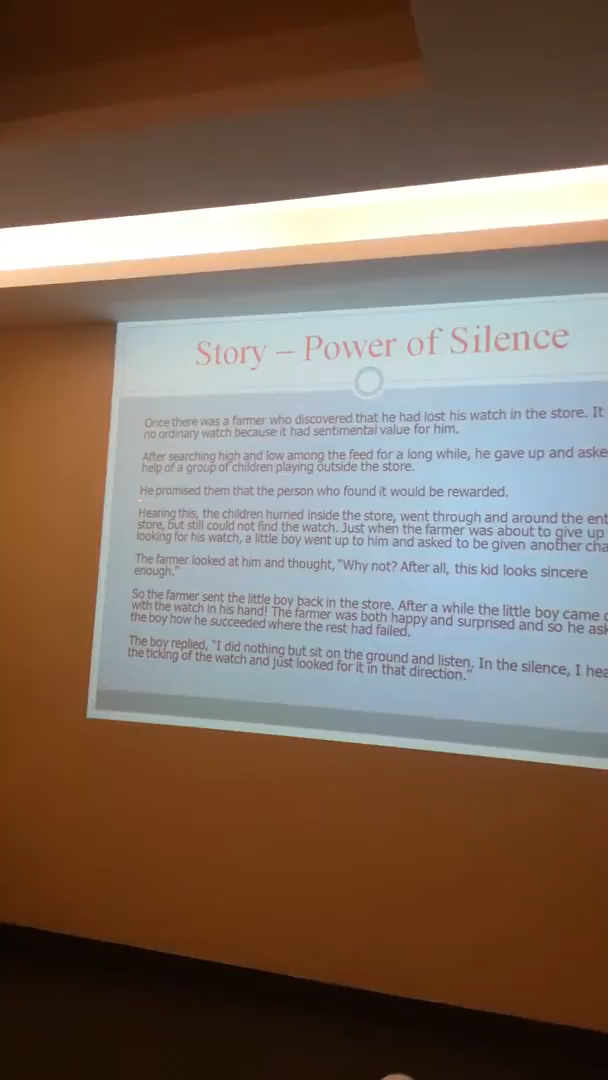 Story – Power of Silence
Once there was a farmer who discovered that he had lost his watch in the store. It
no ordinary watch because it had sentimental value for him.
After searching high and low among the feed for a long while, he gave up and aske
help of a group of children playing outside the store.
He promised them that the person who found it would be rewarded.
Hearing this, the children hurried inside the store, went through and around the ent
store, but still could not find the watch. Just when the farmer was about to give up
looking for his watch, a little boy went up to him and asked to be given another cha
The farmer looked at him and thought, "Why not? After all, this kid looks sincere
enough."
So the farmer sent the little boy back in the store. After a while the little boy came
with the watch in his hand! The farmer was both happy and surprised and so he ask
the boy how he succeeded where the rest had failed.
The boy replied, "I did nothing but sit on the ground and listen. In the silence, I hea
the ticking of the watch and just looked for it in that direction."